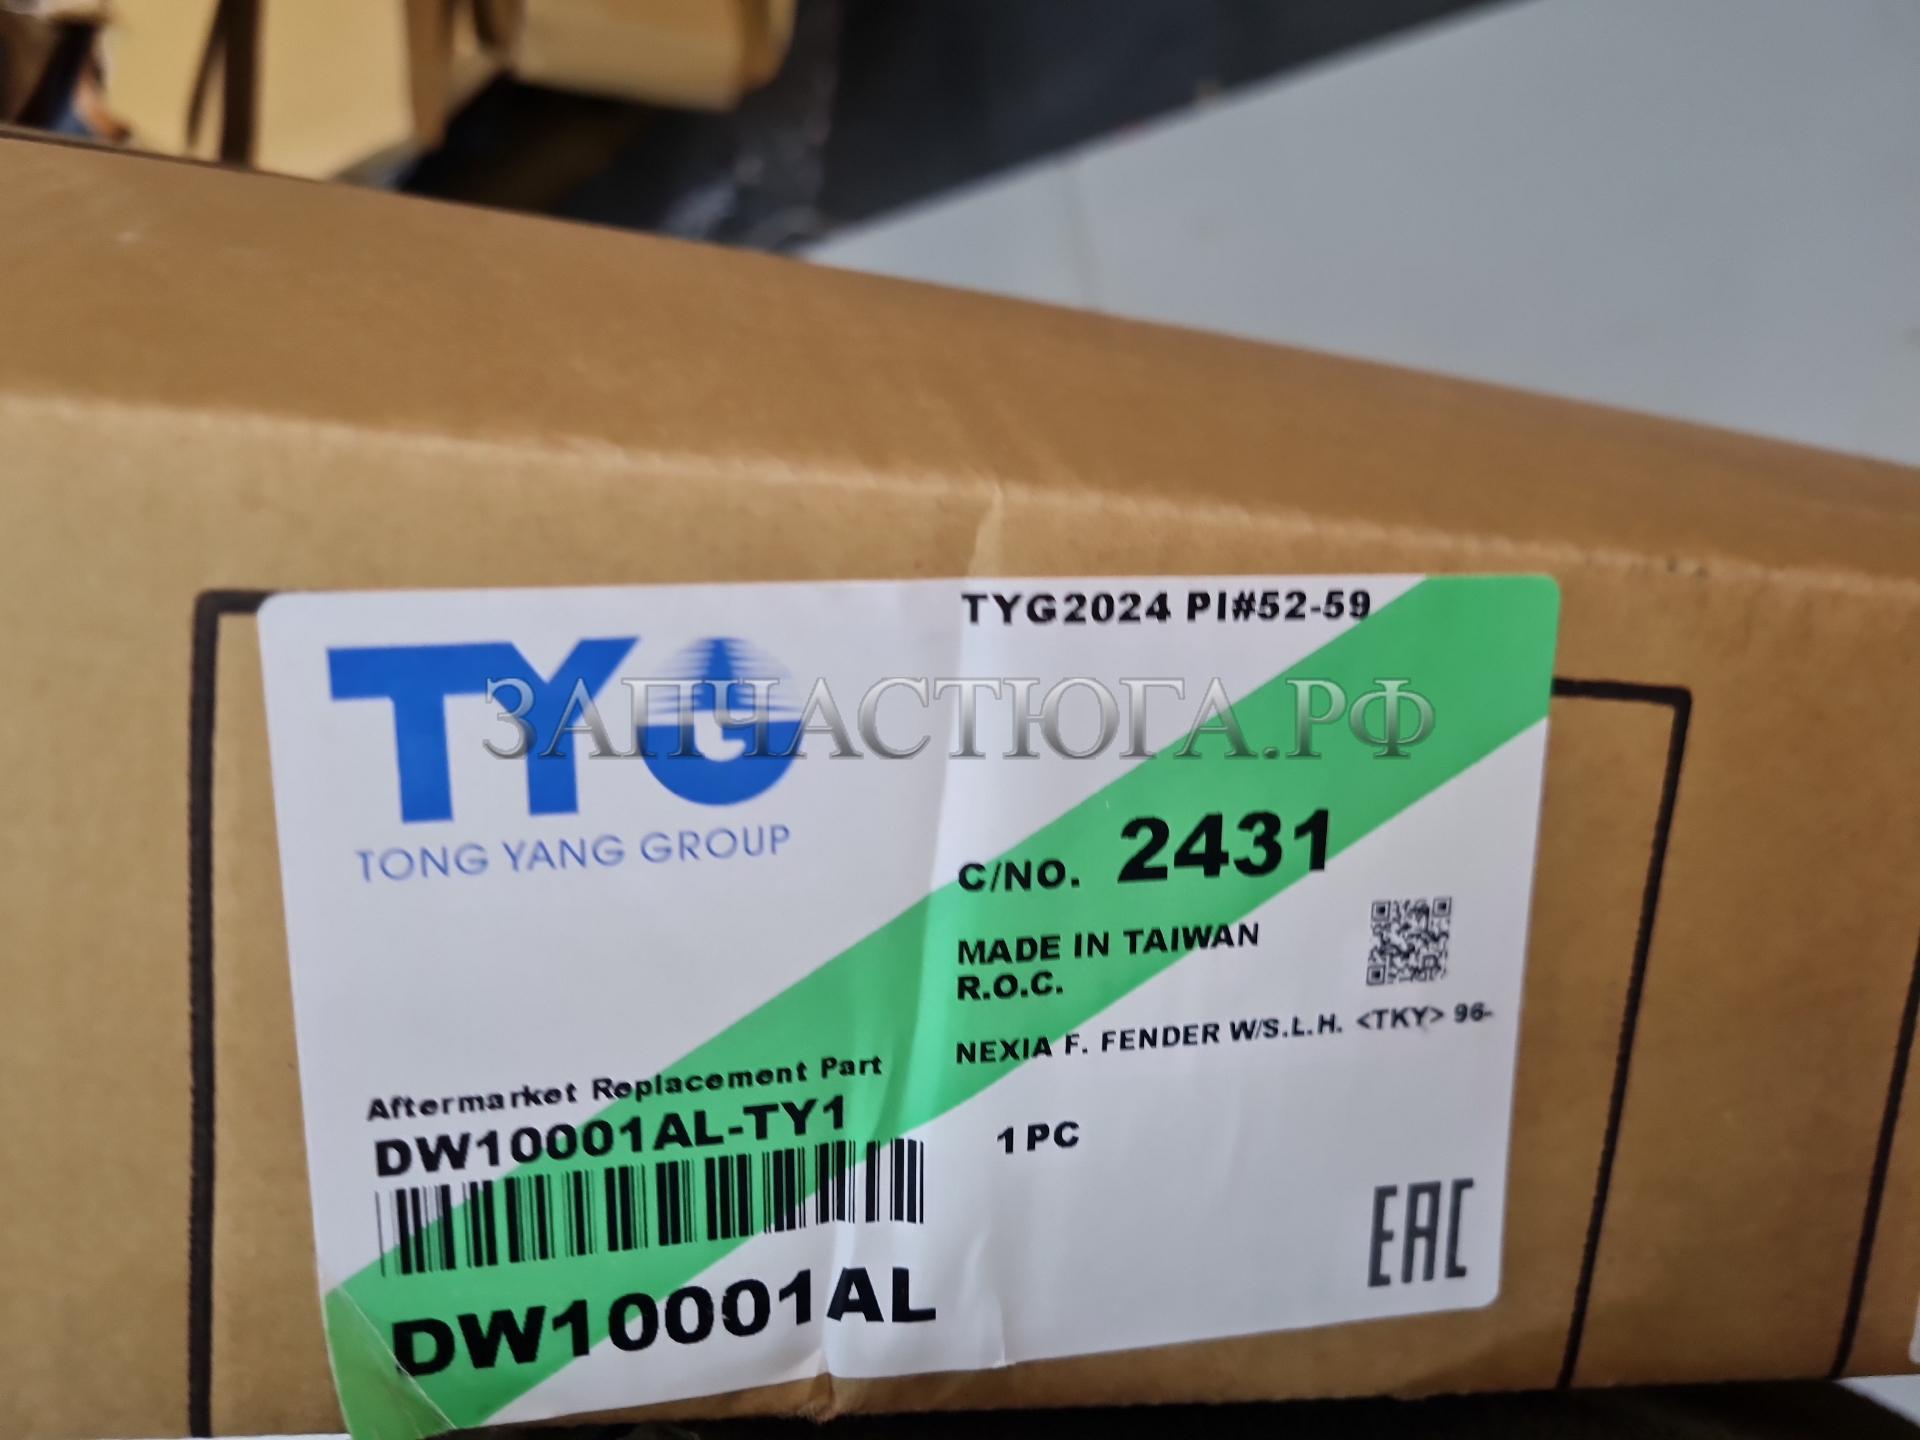 TYG2024 PI#52-59
TYG
ЗАПЧАСТЮГА.РФ
TONG YANG GROUP
C/NO. 2431
MADE IN TAIWAN
R.O.C.
NEXIA F. FENDER W/S.L.H. <TKY> 96-
Aftermarket Replacement Part
DW10001AL-TY1
1 PC
DW10001AL
EAC